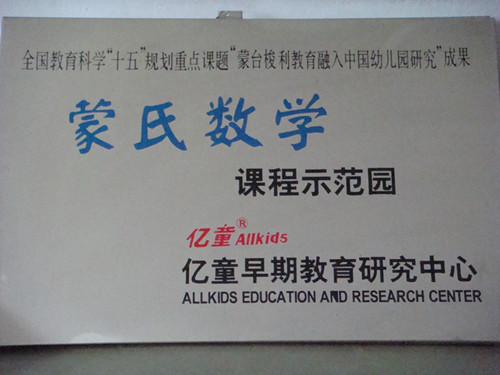 全国教育科学“十五”规划重点课题“蒙台梭利教育融入中国幼儿园研究”成果
蒙氏数学
课程示范园
亿童® Allkids
亿童早期教育研究中心
ALLKIDS EDUCATION AND RESEARCH CENTER